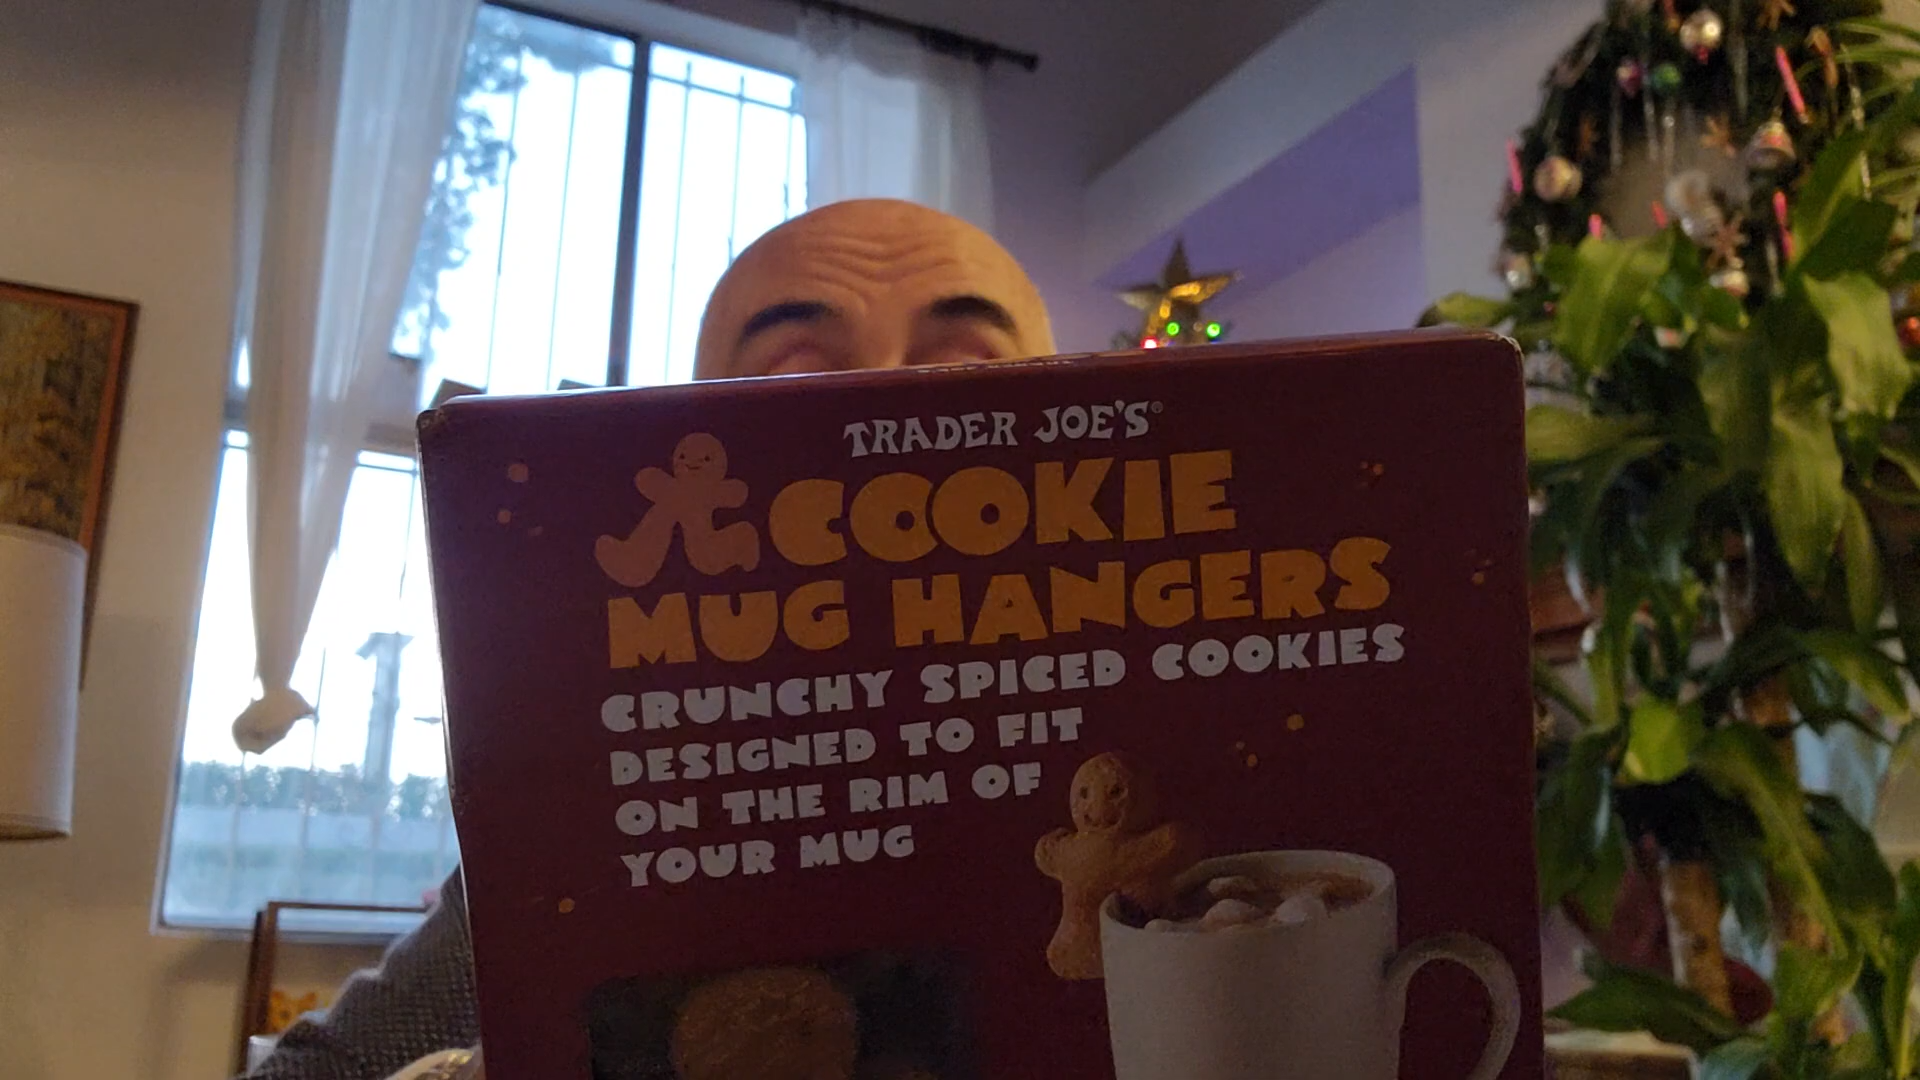 TRADER JOE'S®
COOKIE
MUG HANGERS
CRUNCHY SPICED COOKIES
DESIGNED TO FIT
ON THE RIM OF
YOUR MUG